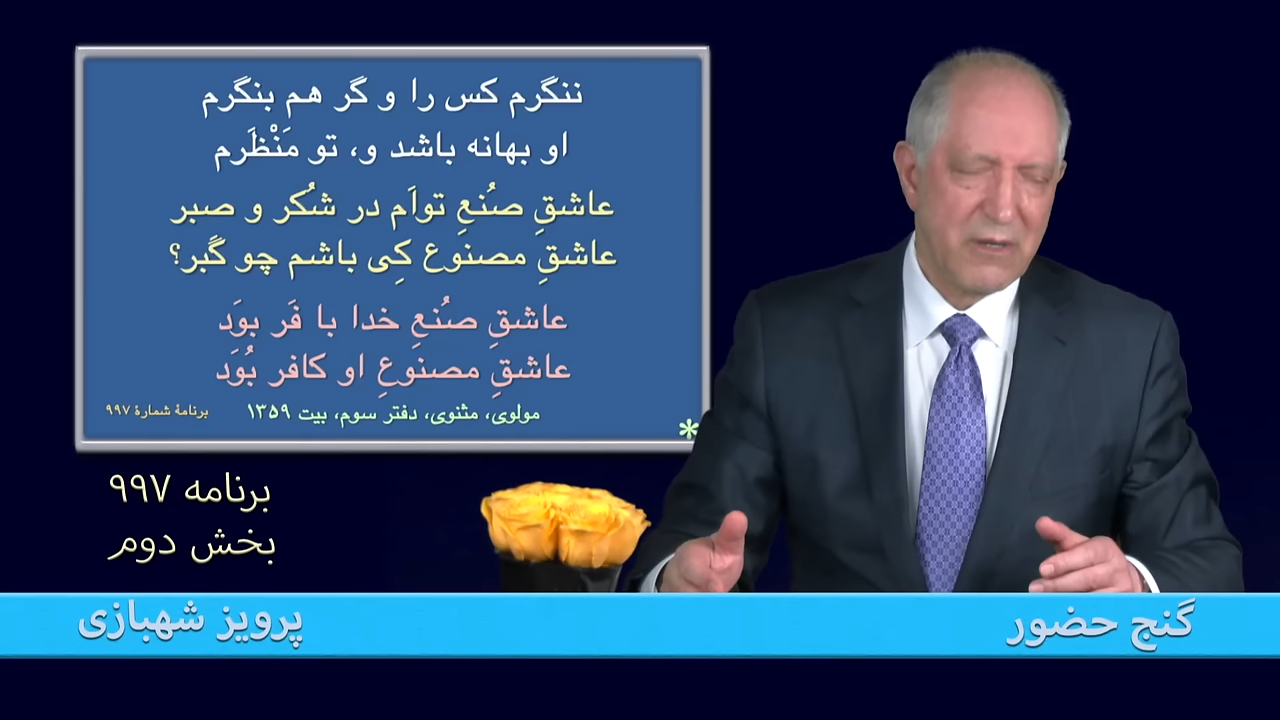 ننگرم کس را و گر هم بنگرم
او بهانه باشد و، تو مَنْظَرم
عاشقِ صُنعِ تواَم در شُکر و صبر
عاشقِ مصنوع کِی باشم چو گَبر؟
عاشقِ صُنعِ خدا با فَر بوَد
عاشقِ مصنوعِ او کافر بُوَد
مولوی، مثنوی، دفتر سوم، بیت ۱۳۵۹
برنامهٔ شمارهٔ ۹۹۷
*
برنامه ۹۹۷
بخش دوم
گنج حضور
پرویز شهبازی